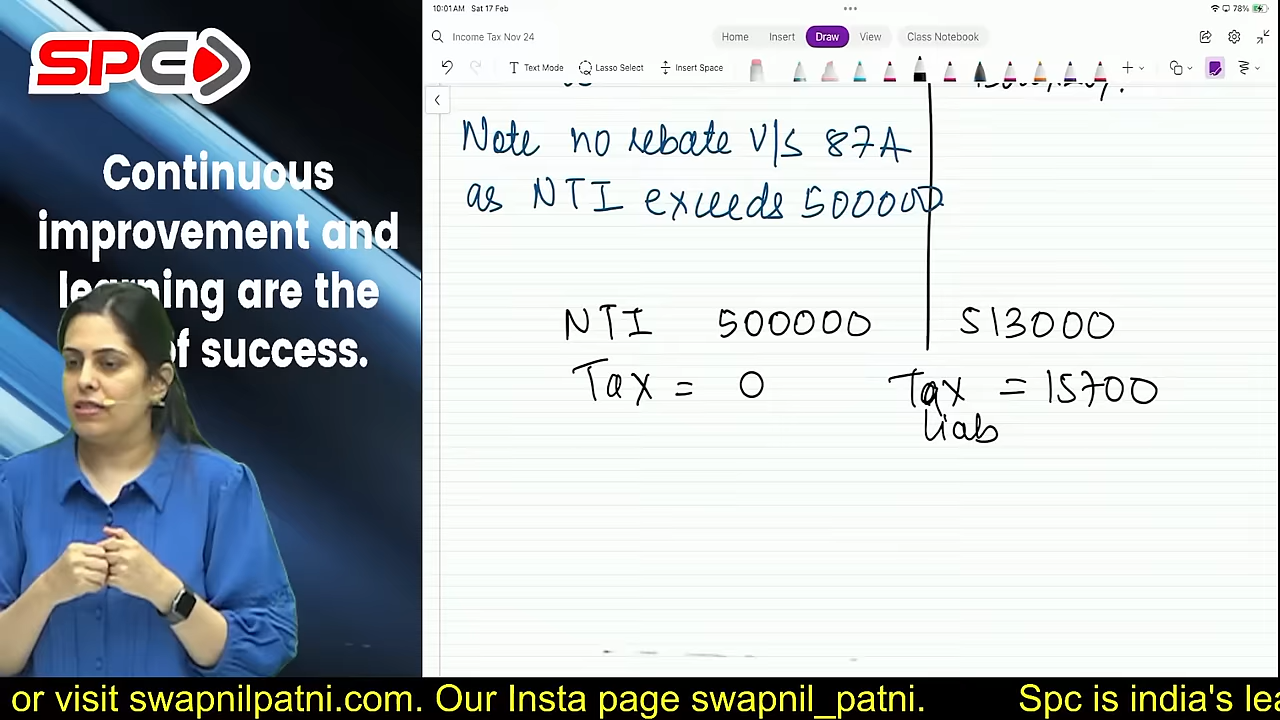 10:01AM Sat 17 Feb
78%
SPC
Income Tax Nov 24
Home Insert Draw View Class Notebook
Text Mode Lasso Select Insert Space
Continuous
improvement and
learning are the
of success.
Note no rebate v/s 87A
as NTI exceeds 500000
NTI 500000 513000
Tax = 0 Tax = 15700
liab
or visit swapnilpatni.com. Our Insta page swapnil_patni. Spc is india's lea